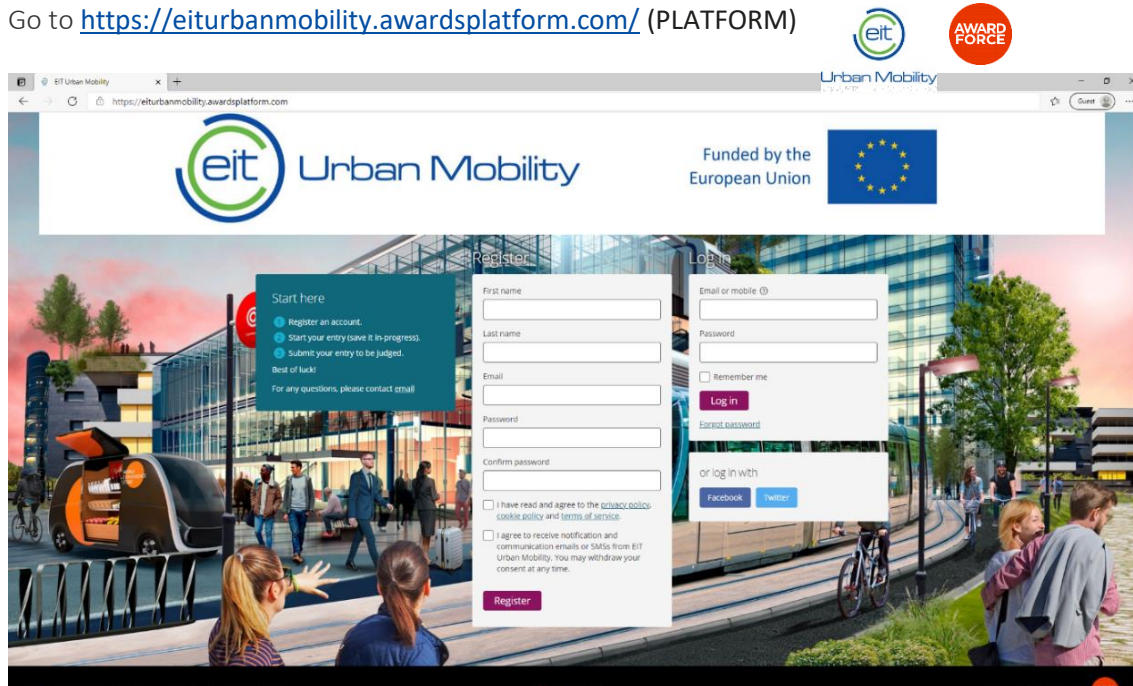 Go to https://eiturbanmobility.awardsplatform.com/ (PLATFORM)
eit
Urban Mobility
AWARD
FORCE
EIT Urban Mobility
https://eiturbanmobility.awardsplatform.com
Guest
eit Urban Mobility
Funded by the
European Union
Start here
1 Register an account.
2 Start your entry (save it in-progress).
3 Submit your entry to be judged.
Best of luck!
For any questions, please contact email
Register
First name
Last name
Email
Password
Confirm password
I have read and agree to the privacy policy,
cookie policy and terms of service.
I agree to receive notification and
communication emails or SMSs from EIT
Urban Mobility. You may withdraw your
consent at any time.
Register
Log in
Email or mobile
Password
Remember me
Log in
Forgot password
or log in with
Facebook
Twitter